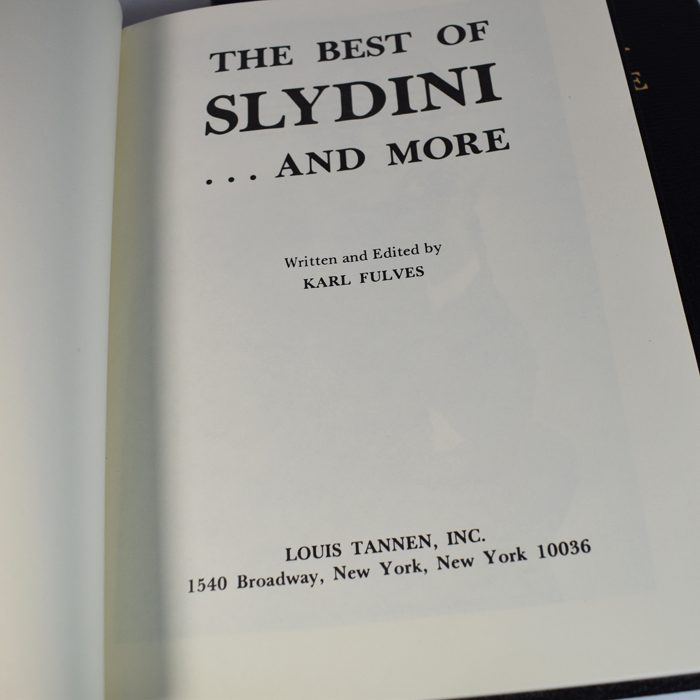 THE BEST OF
SLYDINI
. . . AND MORE
Written and Edited by
KARL FULVES
LOUIS TANNEN, INC.
1540 Broadway, New York, New York 10036